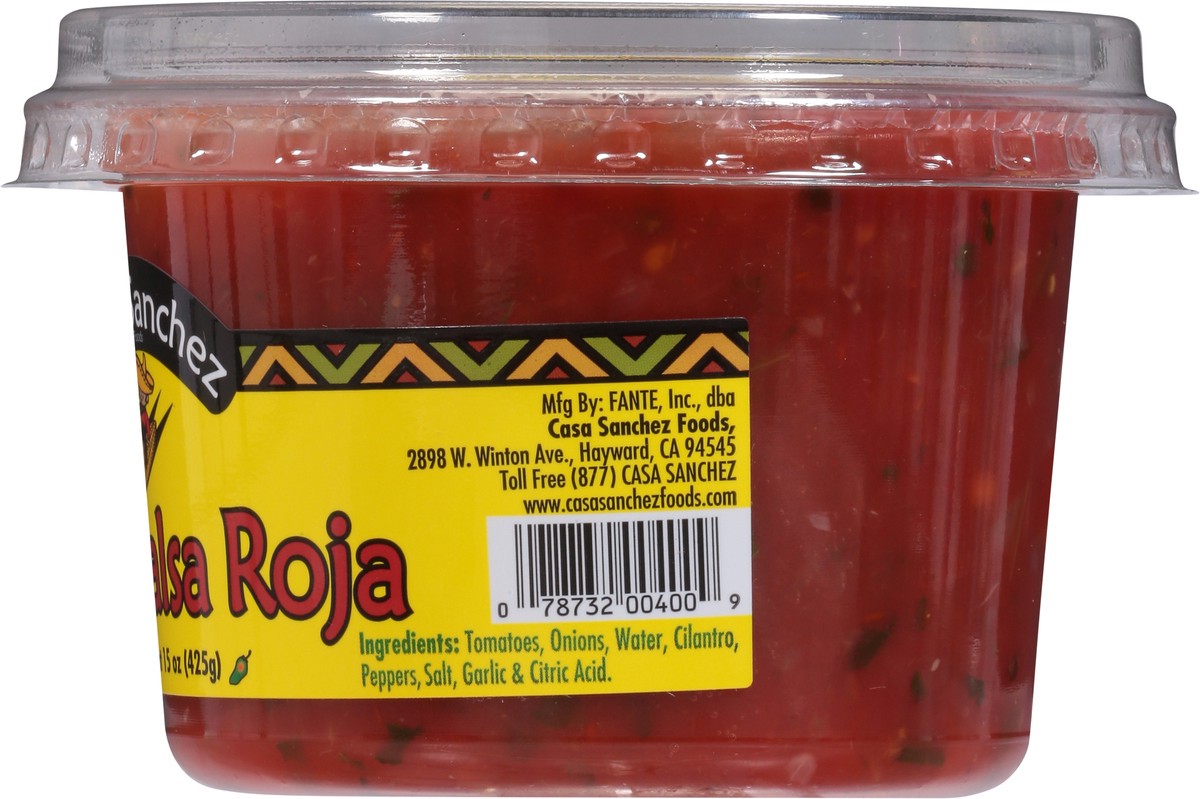 Sanchez
Mfg By: FANTE, Inc., dba
Casa Sanchez Foods,
2898 W. Winton Ave., Hayward, CA 94545
Toll Free (877) CASA SANCHEZ
www.casasanchezfoods.com
alsa Roja
0 78732 00400 9
Ingredients: Tomatoes, Onions, Water, Cilantro,
Peppers, Salt, Garlic & Citric Acid.
15 oz (425g)